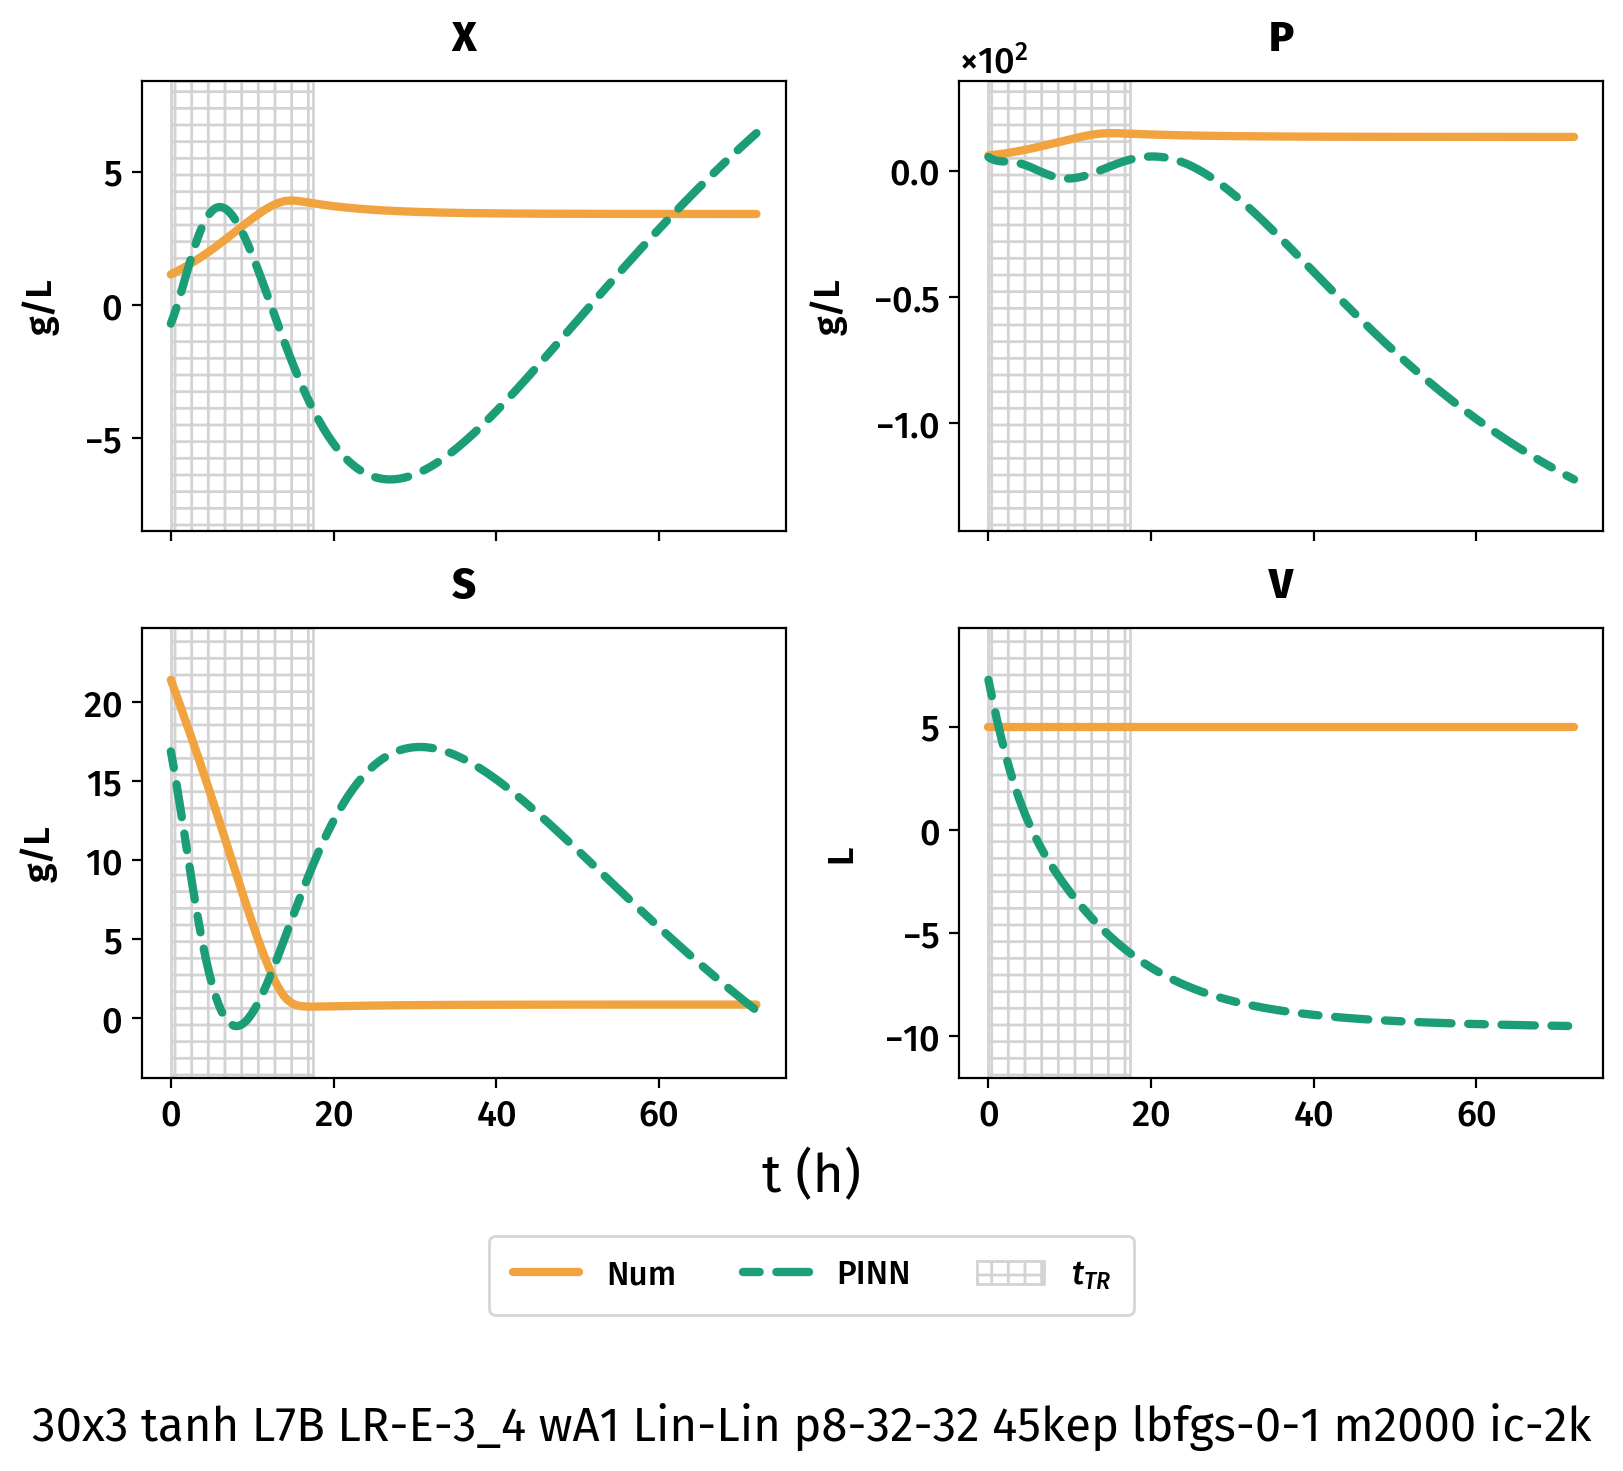 X
P
×10²
5
0
−5
g/L
0.0
−0.5
−1.0
g/L
S
V
20
15
10
5
0
g/L
5
0
−5
−10
L
0 20 40 60
0 20 40 60
t (h)
Num PINN t_TR
30x3 tanh L7B LR-E-3_4 wA1 Lin-Lin p8-32-32 45kep lbfgs-0-1 m2000 ic-2k